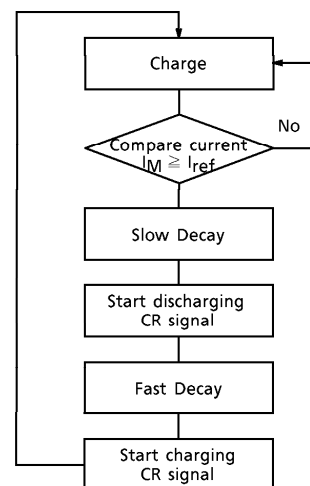 Charge
No
Compare current
IM ≧ Iref
Slow Decay
Start discharging
CR signal
Fast Decay
Start charging
CR signal